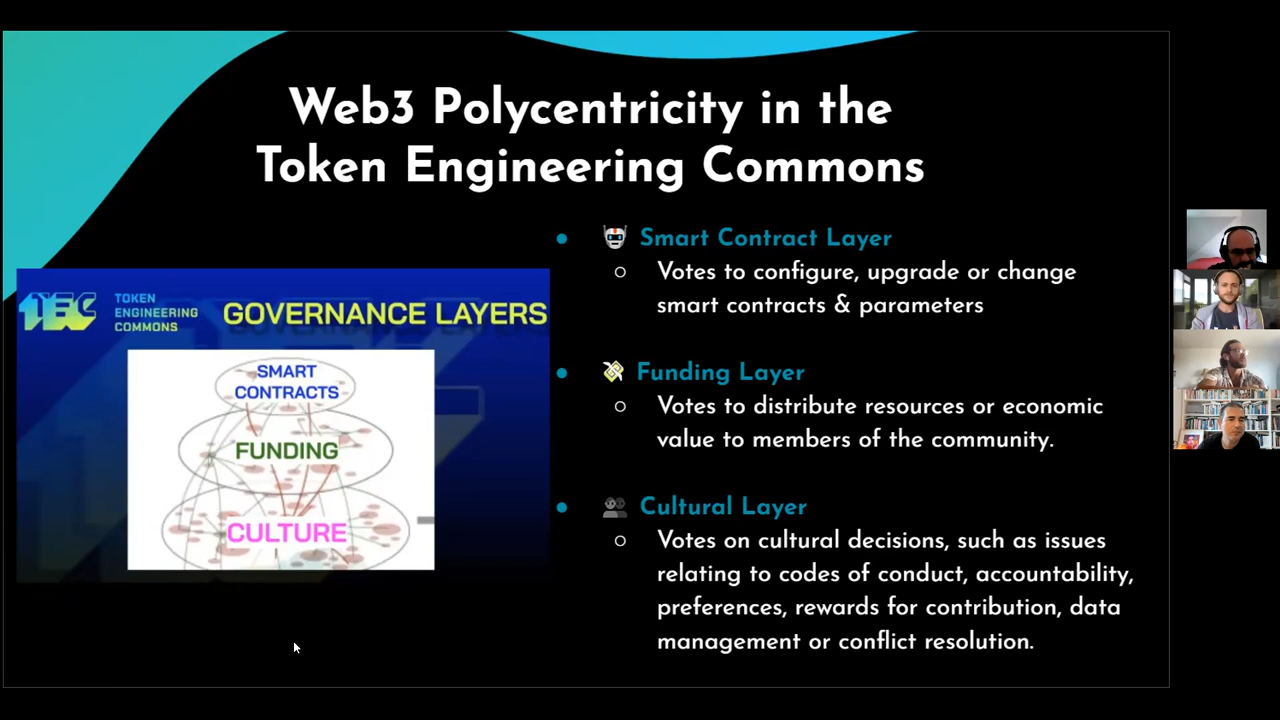 Web3 Polycentricity in the
Token Engineering Commons
TEC
TOKEN
ENGINEERING
COMMONS
GOVERNANCE LAYERS
SMART
CONTRACTS
FUNDING
CULTURE
Smart Contract Layer
Votes to configure, upgrade or change
smart contracts & parameters
Funding Layer
Votes to distribute resources or economic
value to members of the community.
Cultural Layer
Votes on cultural decisions, such as issues
relating to codes of conduct, accountability,
preferences, rewards for contribution, data
management or conflict resolution.